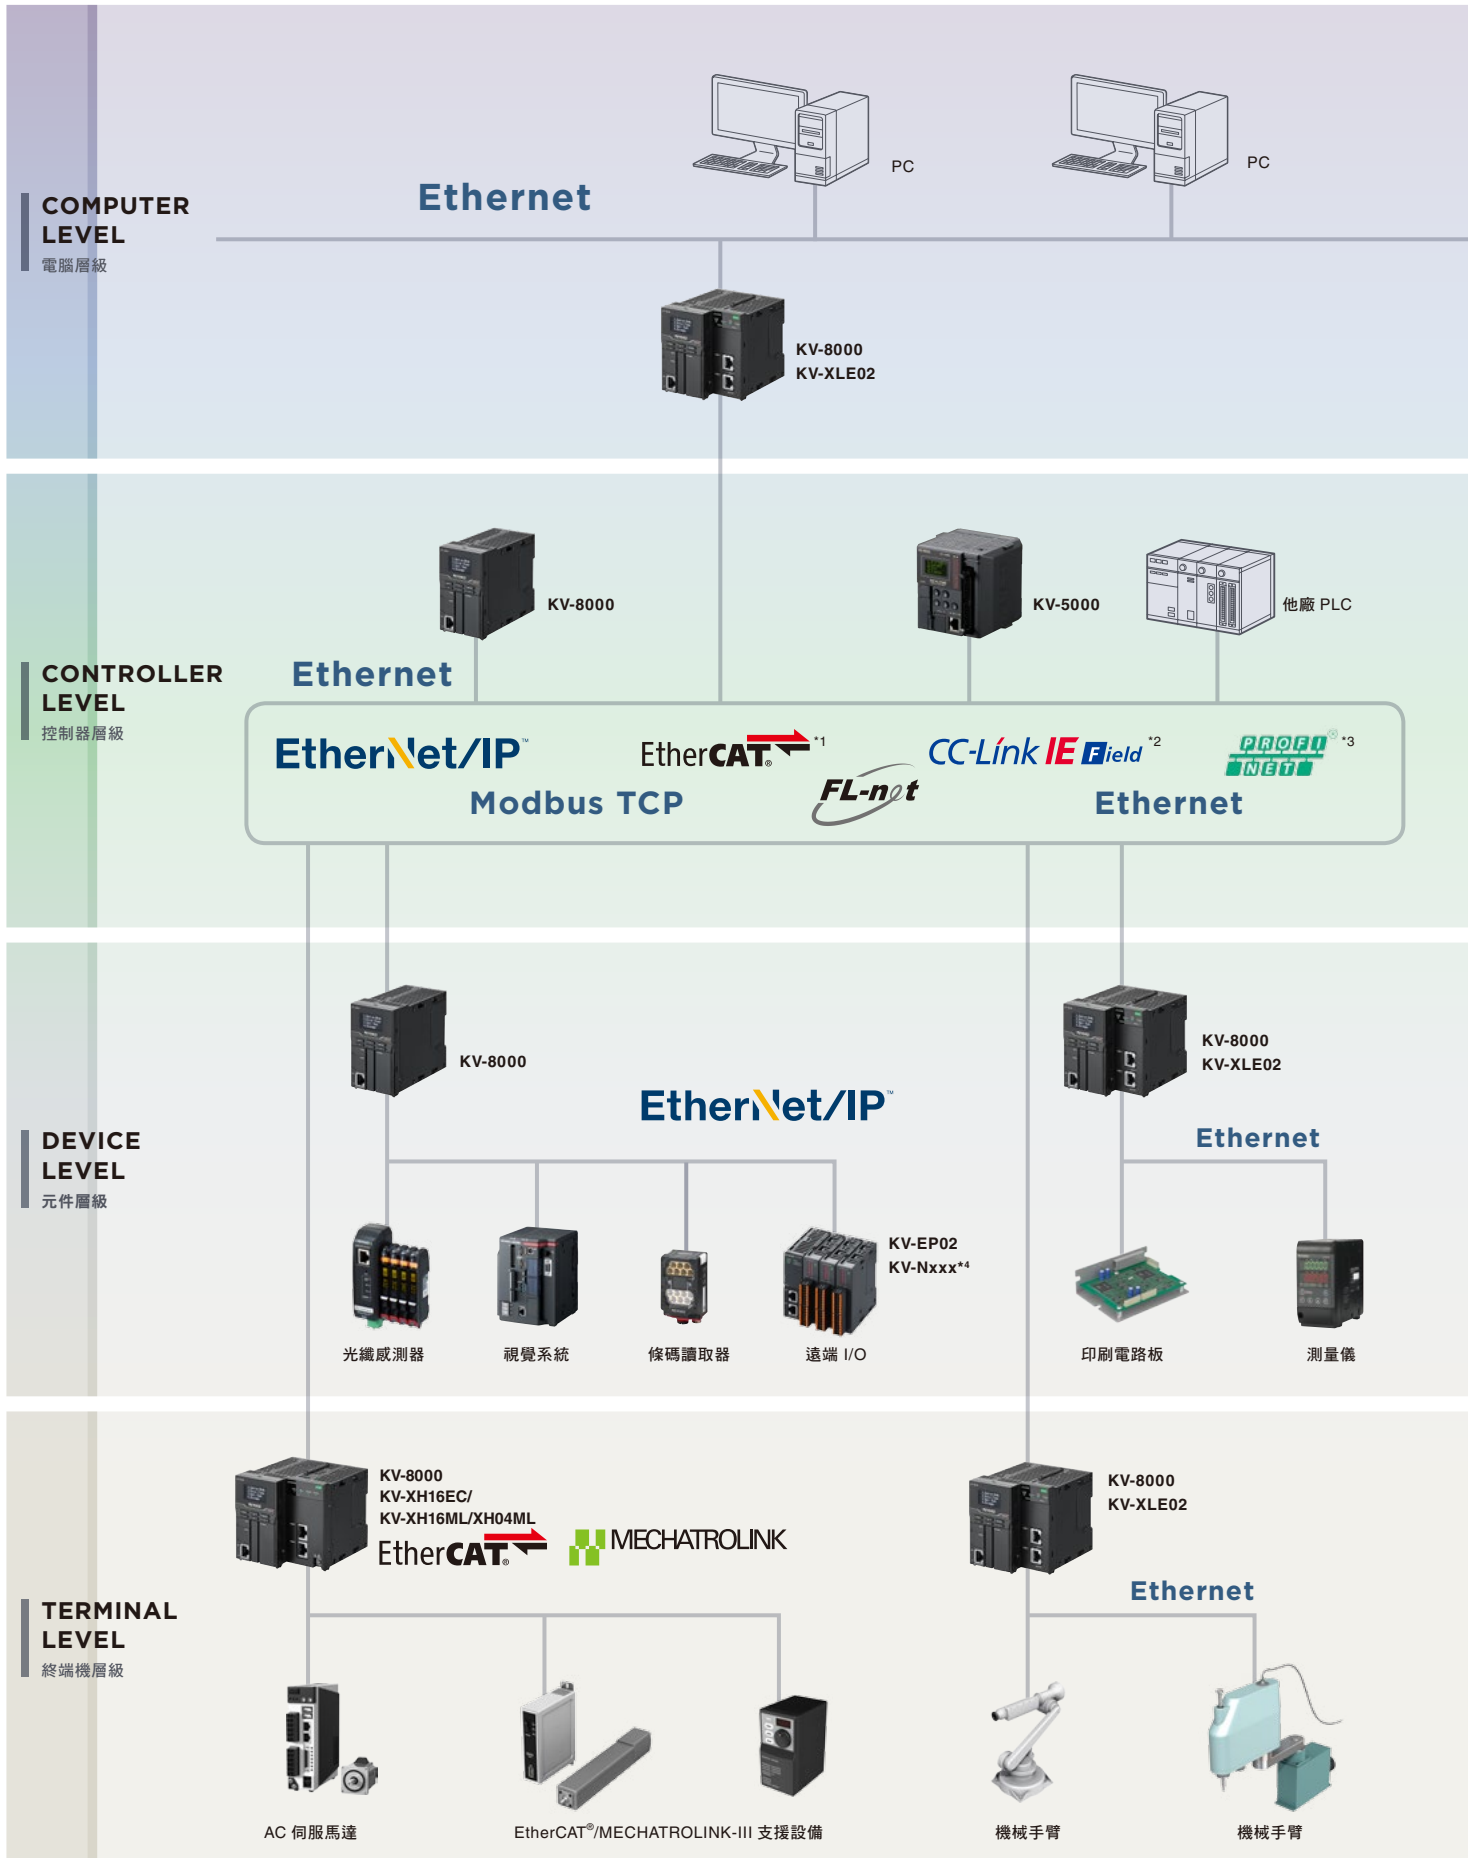 PC
PC
Ethernet
COMPUTER
LEVEL
電腦層級
KV-8000
KV-XLE02
KV-8000
KV-5000
他廠 PLC
CONTROLLER
LEVEL
控制器層級
Ethernet
EtherNet/IP™
EtherCAT® *1
CC-Link IE Field *2
PROFI NET® *3
Modbus TCP
FL-net
Ethernet
KV-8000
KV-8000
KV-XLE02
EtherNet/IP™
DEVICE
LEVEL
元件層級
Ethernet
KV-EP02
KV-Nxxx*4
光纖感測器
視覺系統
條碼讀取器
遠端 I/O
印刷電路板
測量儀
KV-8000
KV-XH16EC/
KV-XH16ML/XH04ML
EtherCAT®
MECHATROLINK
KV-8000
KV-XLE02
Ethernet
TERMINAL
LEVEL
終端機層級
AC 伺服馬達
EtherCAT®/MECHATROLINK-III 支援設備
機械手臂
機械手臂